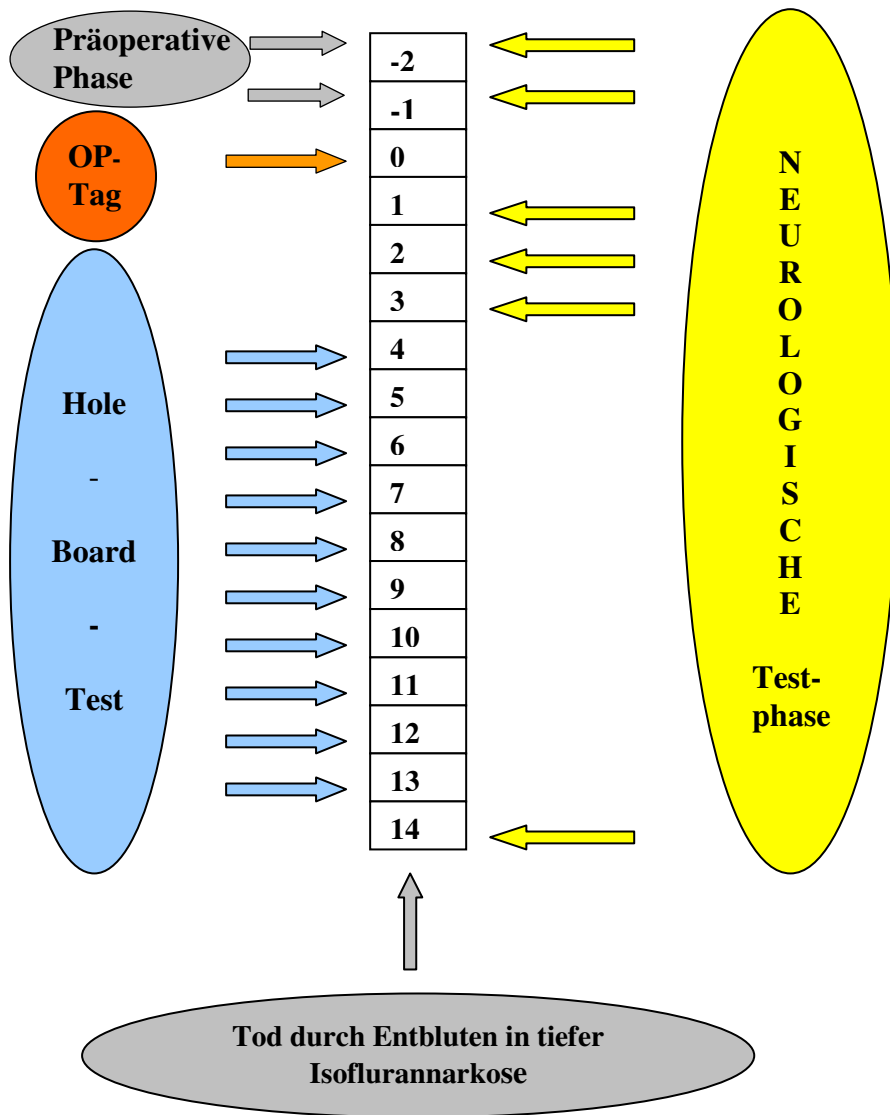 Präoperative
Phase
OP-
Tag
Hole
-
Board
-
Test
-2
-1
0
1
2
3
4
5
6
7
8
9
10
11
12
13
14
N
E
U
R
O
L
O
G
I
S
C
H
E
Test-
phase
Tod durch Entbluten in tiefer
Isoflurannarkose